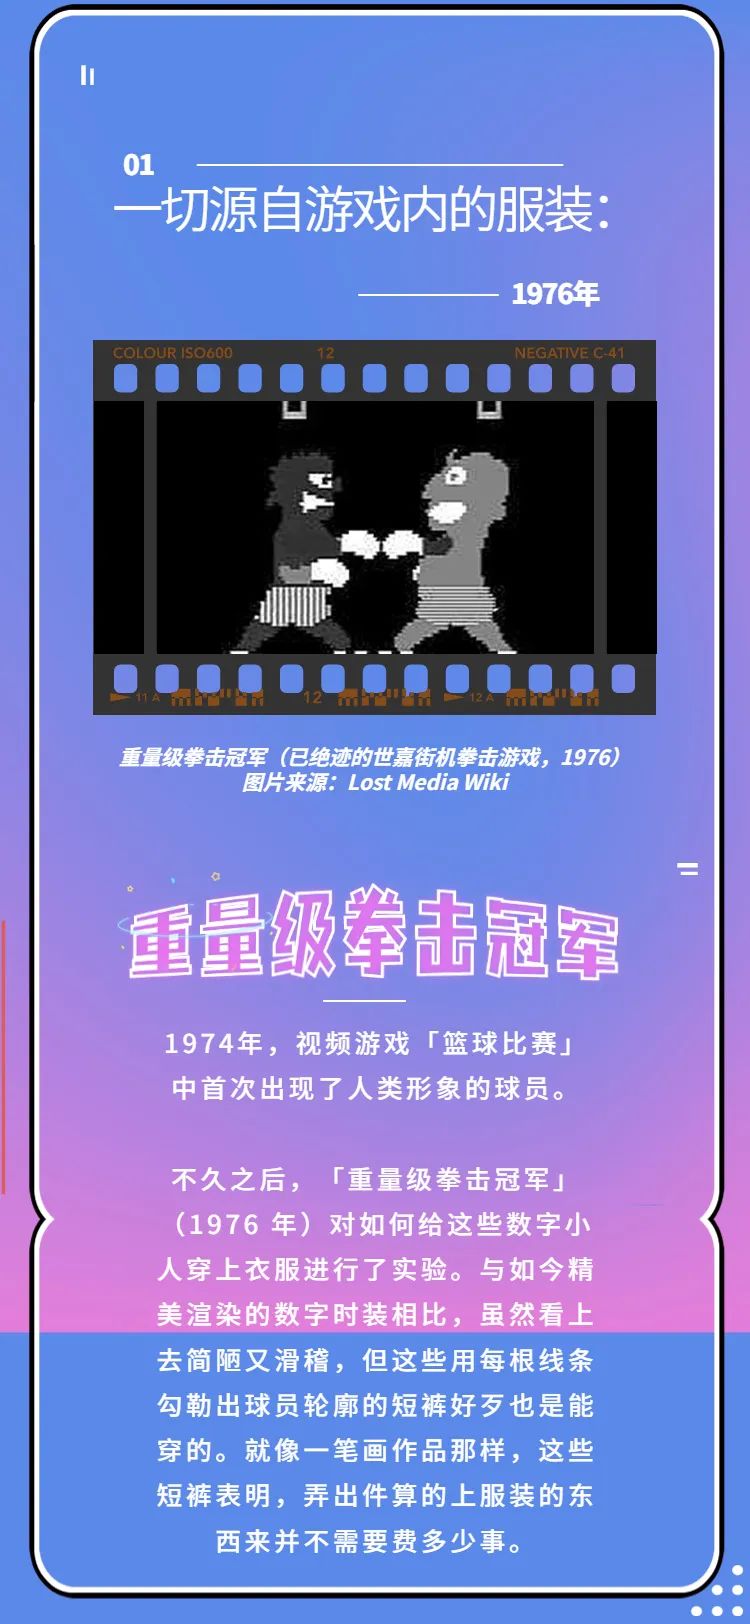 01
一切源自游戏内的服装：
1976年
COLOUR ISO600 12 NEGATIVE C-41
11 A 12 12 A
重量级拳击冠军（已绝迹的世嘉街机拳击游戏，1976）
图片来源：Lost Media Wiki
重量级拳击冠军
1974年，视频游戏「篮球比赛」
中首次出现了人类形象的球员。
不久之后，「重量级拳击冠军」
（1976 年）对如何给这些数字小
人穿上衣服进行了实验。与如今精
美渲染的数字时装相比，虽然看上
去简陋又滑稽，但这些用每根线条
勾勒出球员轮廓的短裤好歹也是能
穿的。就像一笔画作品那样，这些
短裤表明，弄出件算的上服装的东
西来并不需要费多少事。